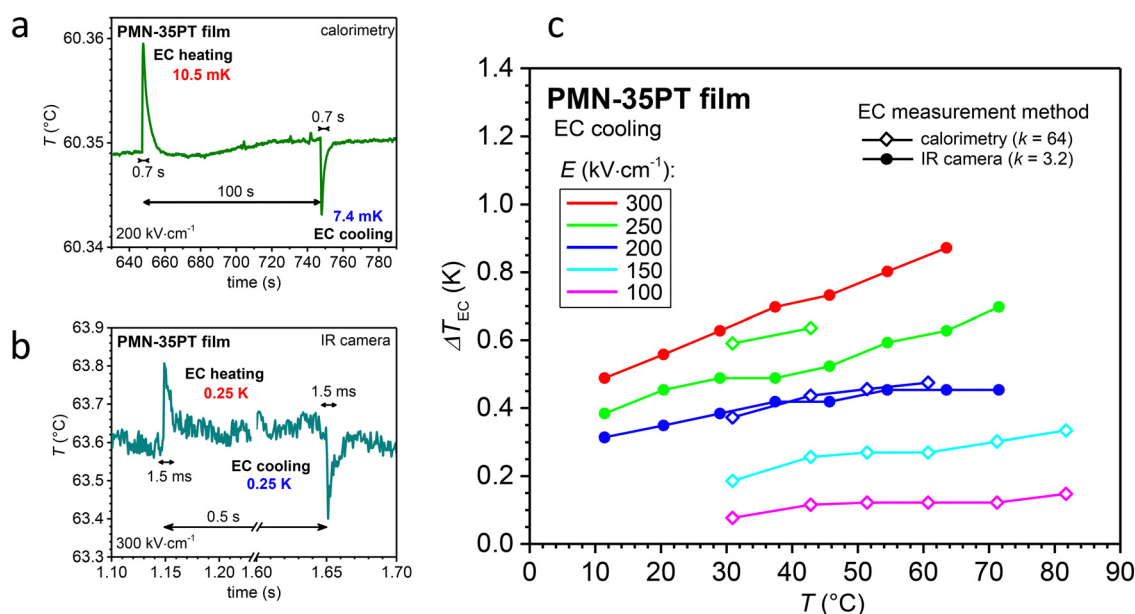 a
PMN-35PT film
calorimetry
EC heating
10.5 mK
0.7 s
0.7 s
100 s
7.4 mK
EC cooling
200 kV·cm⁻¹
60.36
60.35
60.34
T (°C)
640 660 680 700 720 740 760 780
time (s)
b
PMN-35PT film
IR camera
EC heating
0.25 K
1.5 ms
1.5 ms
EC cooling
0.25 K
0.5 s
300 kV·cm⁻¹
63.9
63.8
63.7
63.6
63.5
63.4
63.3
T (°C)
1.10 1.15 1.20 1.60 1.65 1.70
time (s)
c
PMN-35PT film
EC cooling
E (kV·cm⁻¹):
300
250
200
150
100
EC measurement method
calorimetry (k = 64)
IR camera (k = 3.2)
1.4
1.2
1.0
0.8
0.6
0.4
0.2
0.0
ΔT_EC (K)
0 10 20 30 40 50 60 70 80 90
T (°C)